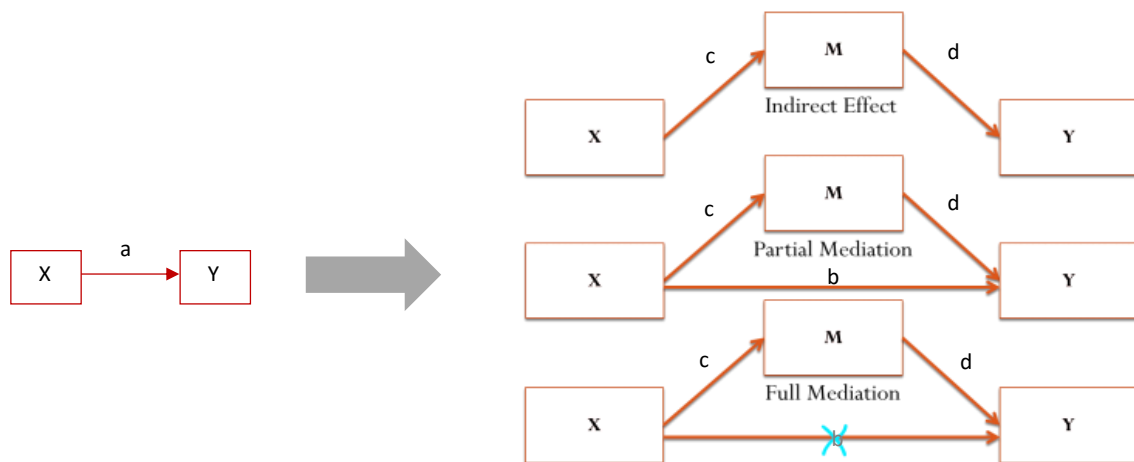 X
a
Y
c
M
d
Indirect Effect
X
Y
c
M
d
Partial Mediation
X
b
Y
c
M
d
Full Mediation
X
b
Y